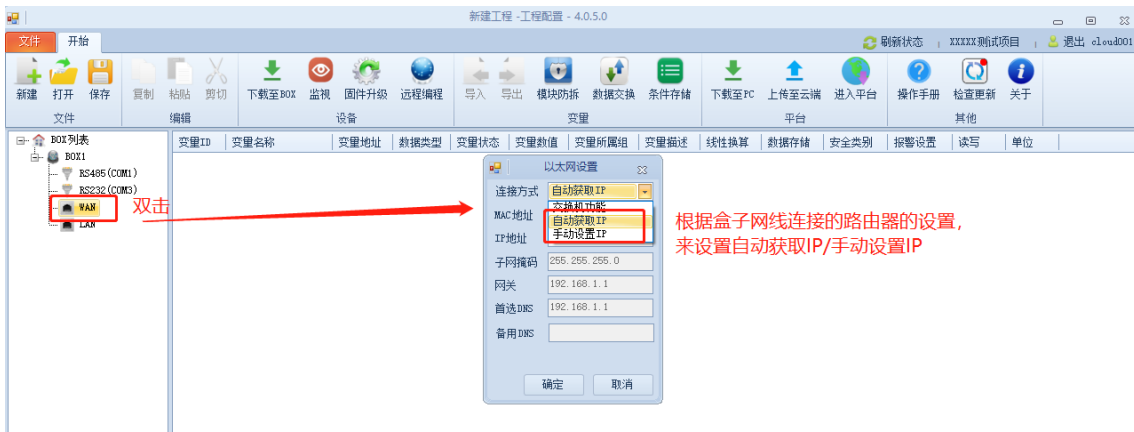 新建工程 -工程配置 - 4.0.5.0
文件 开始 刷新状态 XXXXX测试项目 退出 cloud001
新建 打开 保存 复制 粘贴 剪切 下载至BOX 监视 固件升级 远程编程 导入 导出 模块防拆 数据交换 条件存储 下载至PC 上传至云端 进入平台 操作手册 检查更新 关于
文件 编辑 设备 变量 平台 其他
BOX列表 变量ID 变量名称 变量地址 数据类型 变量状态 变量数值 变量所属组 变量描述 线性换算 数据存储 安全类别 报警设置 读写 单位
BOX1
RS485(COM1)
RS232(COM3)
WAN
LAN
双击
以太网设置
连接方式 自动获取IP
交换机功能
MAC地址
自动获取IP
手动设置IP
IP地址
子网掩码 255.255.255.0
网关 192.168.1.1
首选DNS 192.168.1.1
备用DNS
确定 取消
根据盒子网线连接的路由器的设置，
来设置自动获取IP/手动设置IP